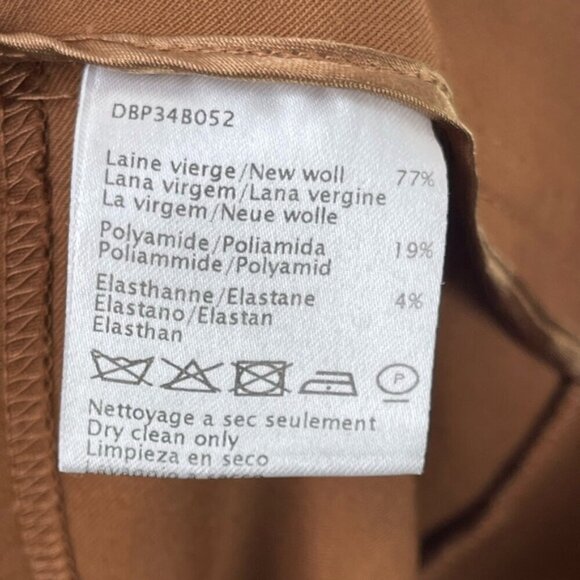 DBP34B052
Laine vierge/New woll 77%
Lana virgem/Lana vergine
La virgem/Neue wolle
Polyamide/Poliamida 19%
Poliammide/Polyamid
Elasthanne/Elastane 4%
Elastano/Elastan
Elasthan
P
Nettoyage a sec seulement
Dry clean only
Limpieza en seco